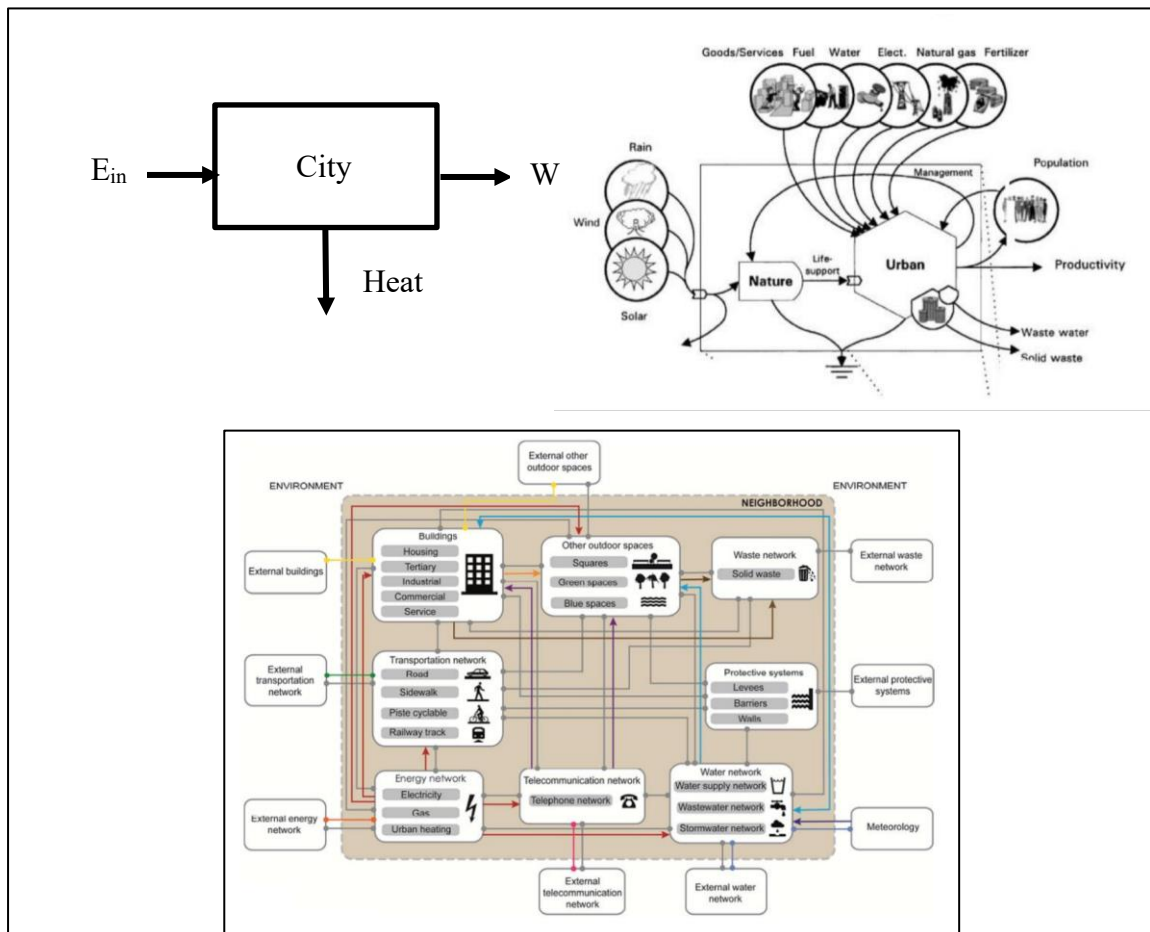 E_in
City
W
Heat
Goods/Services Fuel Water Elect. Natural gas Fertilizer
Rain
Wind
Solar
Management
Population
Life-
support
Nature
Urban
Productivity
Waste water
Solid waste
ENVIRONMENT
External other
outdoor spaces
ENVIRONMENT
NEIGHBORHOOD
Buildings
Housing
Tertiary
Industrial
Commercial
Service
Other outdoor spaces
Squares
Green spaces
Blue spaces
Waste network
Solid waste
External buildings
External waste
network
External
transportation
network
Transportation network
Road
Sidewalk
Piste cyclable
Railway track
Protective systems
Levees
Barriers
Walls
External protective
systems
Energy network
Electricity
Gas
Urban heating
Telecommunication network
Telephone network
Water network
Water supply network
Wastewater network
Stormwater network
External energy
network
Meteorology
External
telecommunication
network
External water
network